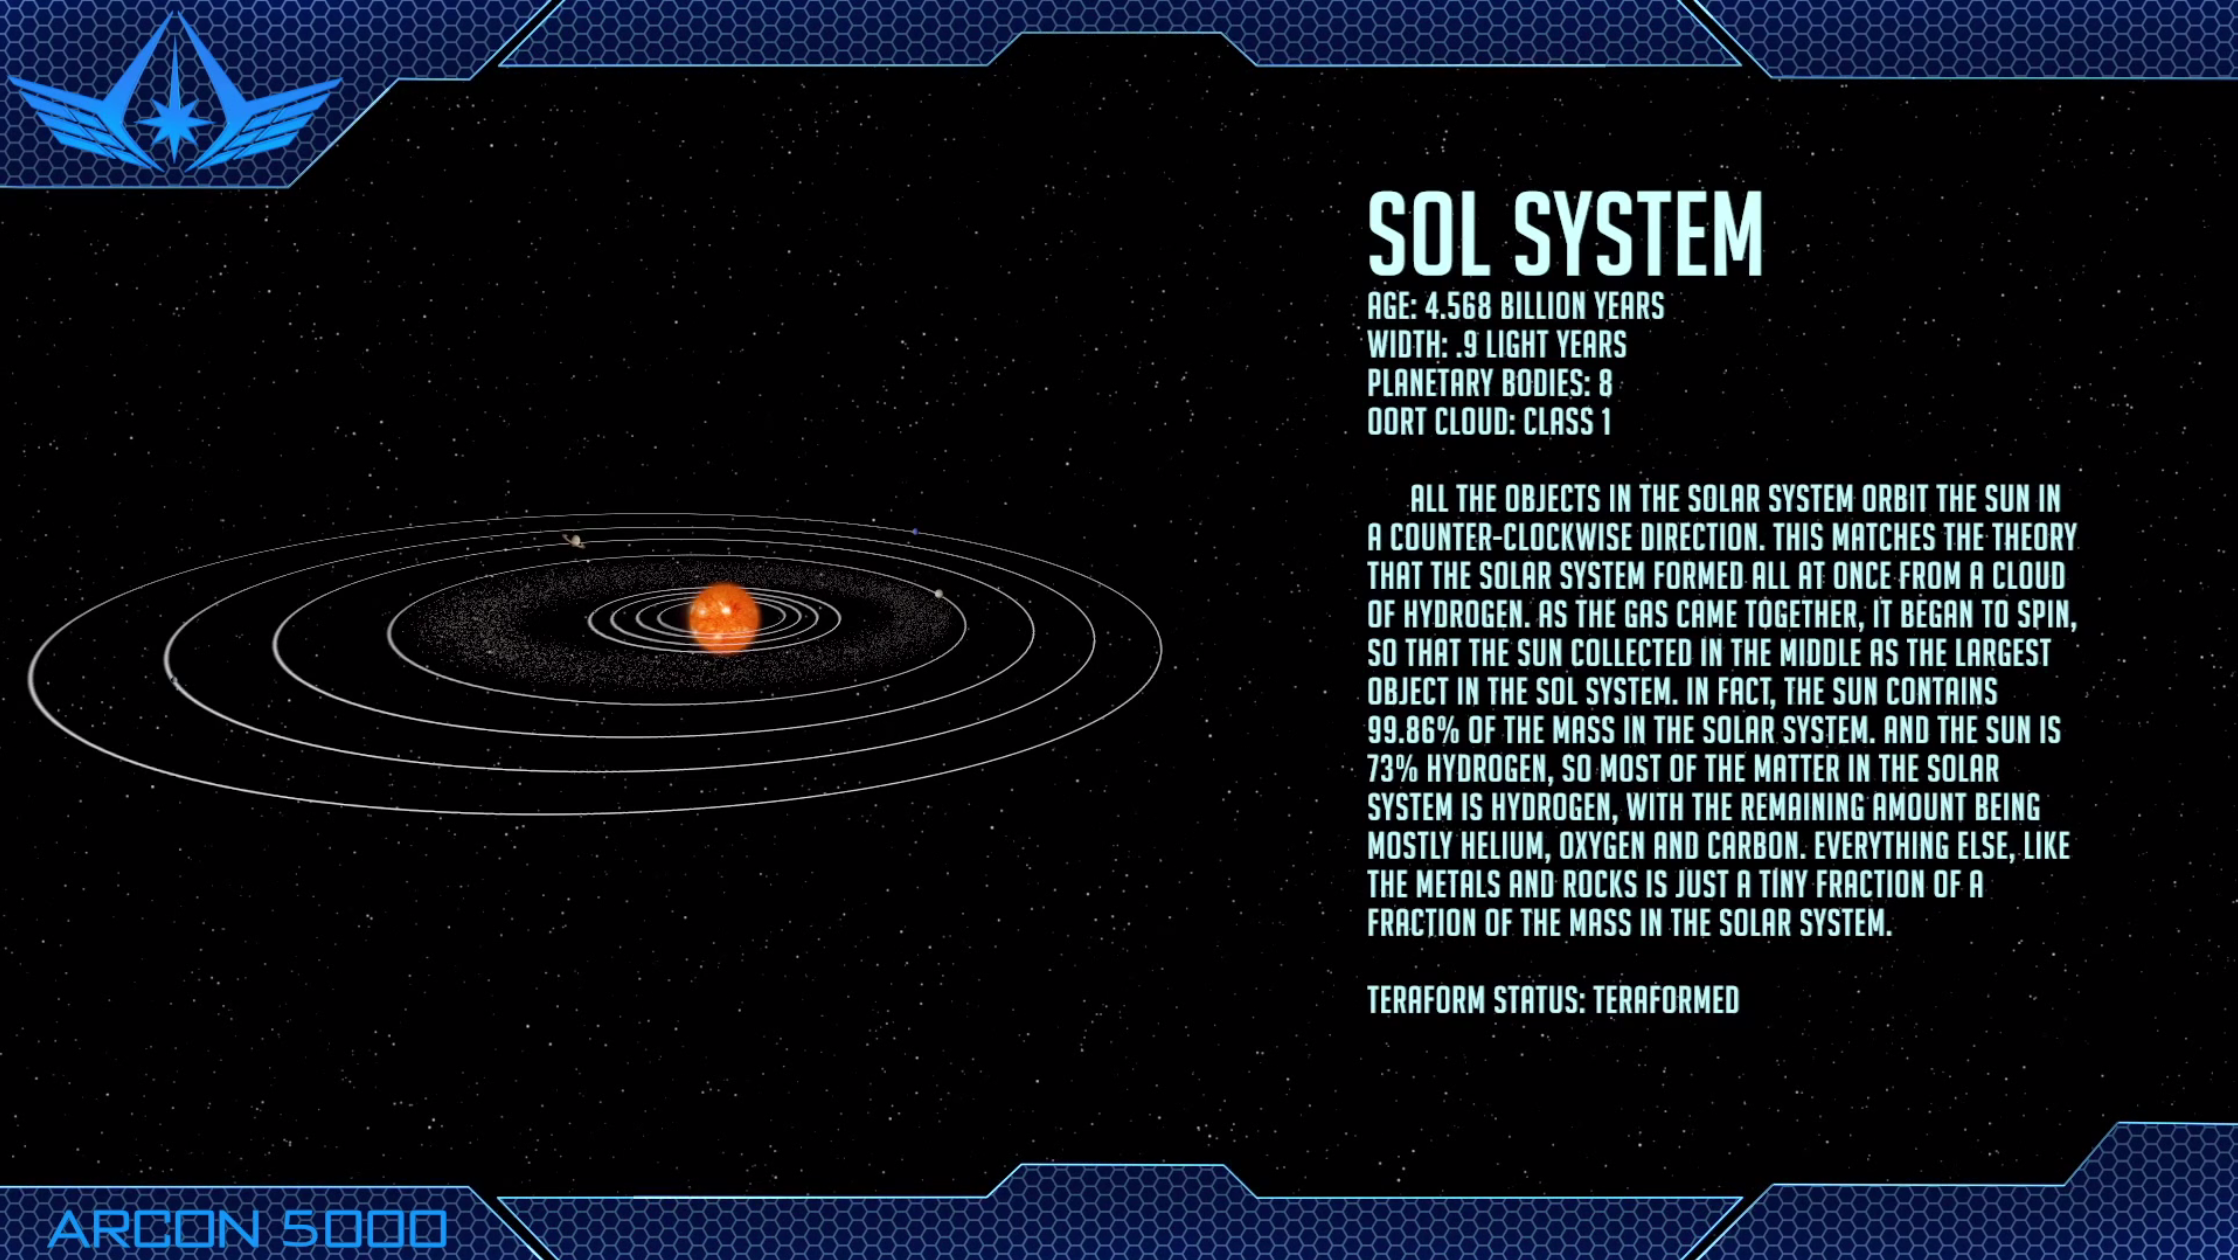 SOL SYSTEM
AGE: 4.568 BILLION YEARS
WIDTH: .9 LIGHT YEARS
PLANETARY BODIES: 8
OORT CLOUD: CLASS 1
ALL THE OBJECTS IN THE SOLAR SYSTEM ORBIT THE SUN IN
A COUNTER-CLOCKWISE DIRECTION. THIS MATCHES THE THEORY
THAT THE SOLAR SYSTEM FORMED ALL AT ONCE FROM A CLOUD
OF HYDROGEN. AS THE GAS CAME TOGETHER, IT BEGAN TO SPIN,
SO THAT THE SUN COLLECTED IN THE MIDDLE AS THE LARGEST
OBJECT IN THE SOL SYSTEM. IN FACT, THE SUN CONTAINS
99.86% OF THE MASS IN THE SOLAR SYSTEM. AND THE SUN IS
73% HYDROGEN, SO MOST OF THE MATTER IN THE SOLAR
SYSTEM IS HYDROGEN, WITH THE REMAINING AMOUNT BEING
MOSTLY HELIUM, OXYGEN AND CARBON. EVERYTHING ELSE, LIKE
THE METALS AND ROCKS IS JUST A TINY FRACTION OF A
FRACTION OF THE MASS IN THE SOLAR SYSTEM.
TERAFORM STATUS: TERAFORMED
ARCON 5000